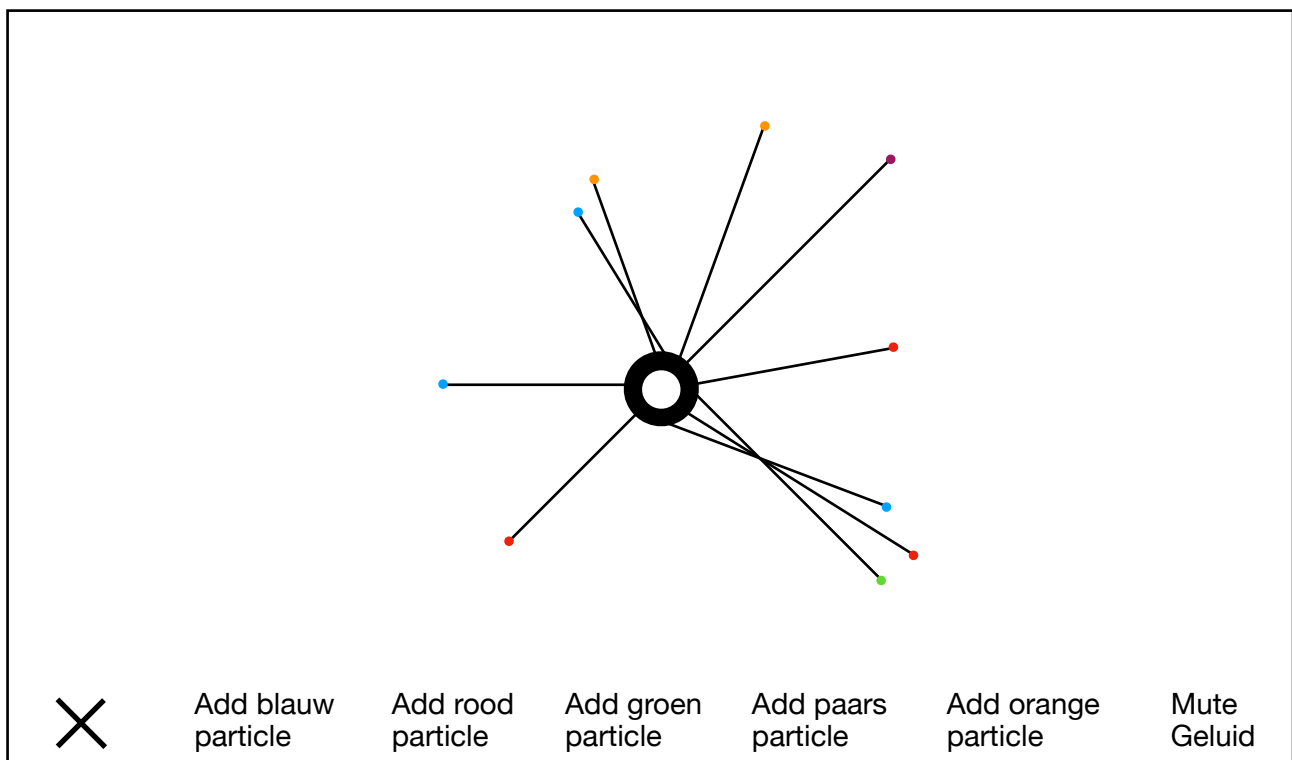 Add blauw
particle
Add rood
particle
Add groen
particle
Add paars
particle
Add orange
particle
Mute
Geluid